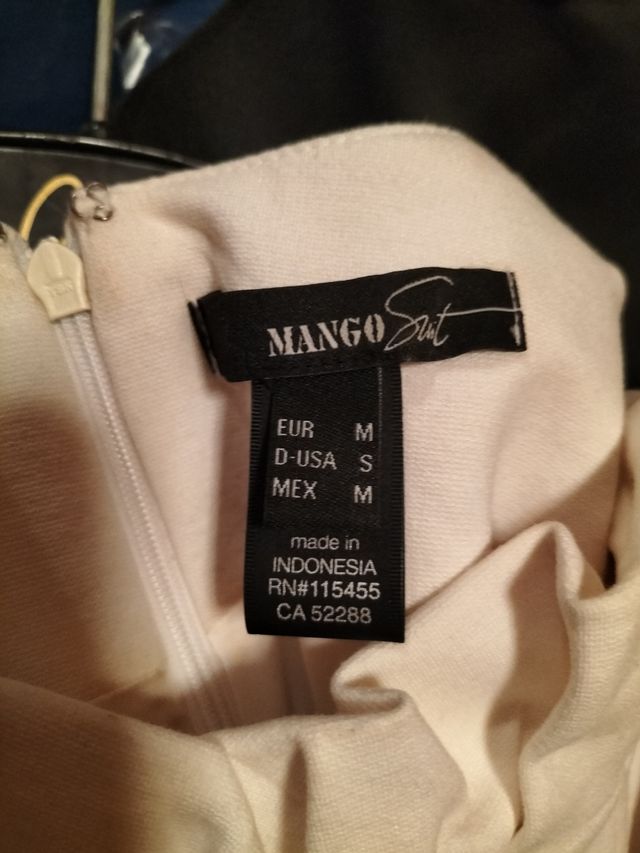 MANGO Suit
EUR M
D-USA S
MEX M
made in
INDONESIA
RN#115455
CA 52288